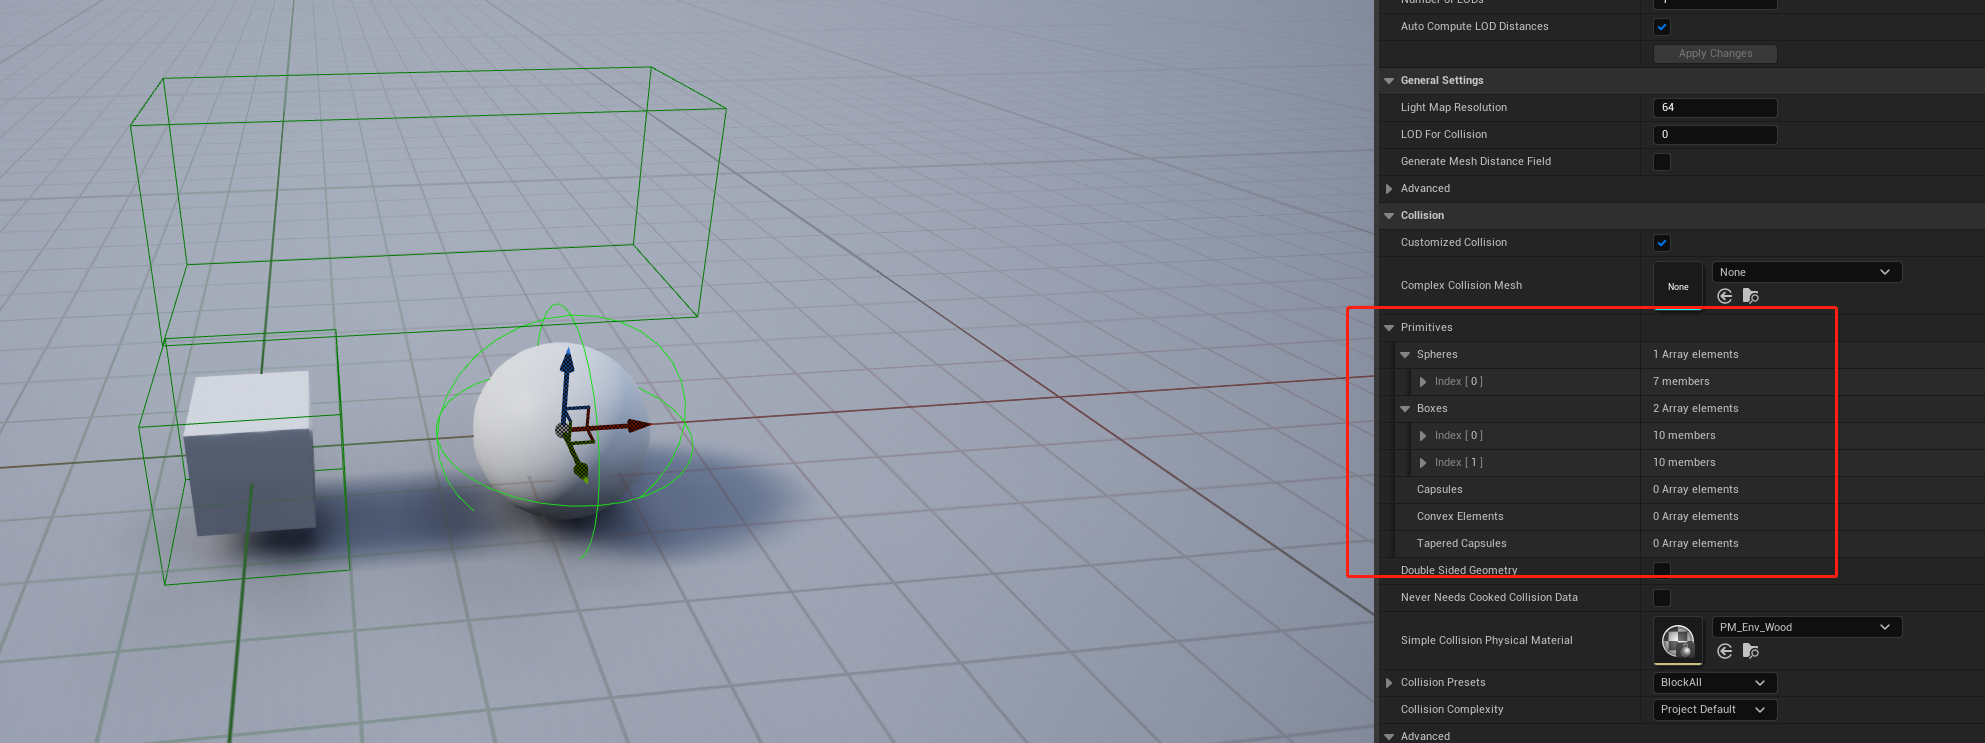 Number of LODs
Auto Compute LOD Distances
Apply Changes
General Settings
Light Map Resolution 64
LOD For Collision 0
Generate Mesh Distance Field
Advanced
Collision
Customized Collision
None
Complex Collision Mesh None
Primitives
Spheres 1 Array elements
Index [ 0 ] 7 members
Boxes 2 Array elements
Index [ 0 ] 10 members
Index [ 1 ] 10 members
Capsules 0 Array elements
Convex Elements 0 Array elements
Tapered Capsules 0 Array elements
Double Sided Geometry
Never Needs Cooked Collision Data
PM_Env_Wood
Simple Collision Physical Material
Collision Presets BlockAll
Collision Complexity Project Default
Advanced